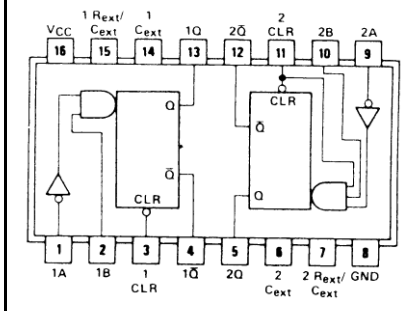 1 Rext/ 1 2
VCC Cext Cext 1Q 2Q̄ CLR 2B 2A
16 15 14 13 12 11 10 9
Q CLR
Q̄ Q̄
CLR Q
1 2 3 4 5 6 7 8
1A 1B 1 1Q̄ 2Q 2 2 Rext/ GND
CLR Cext Cext